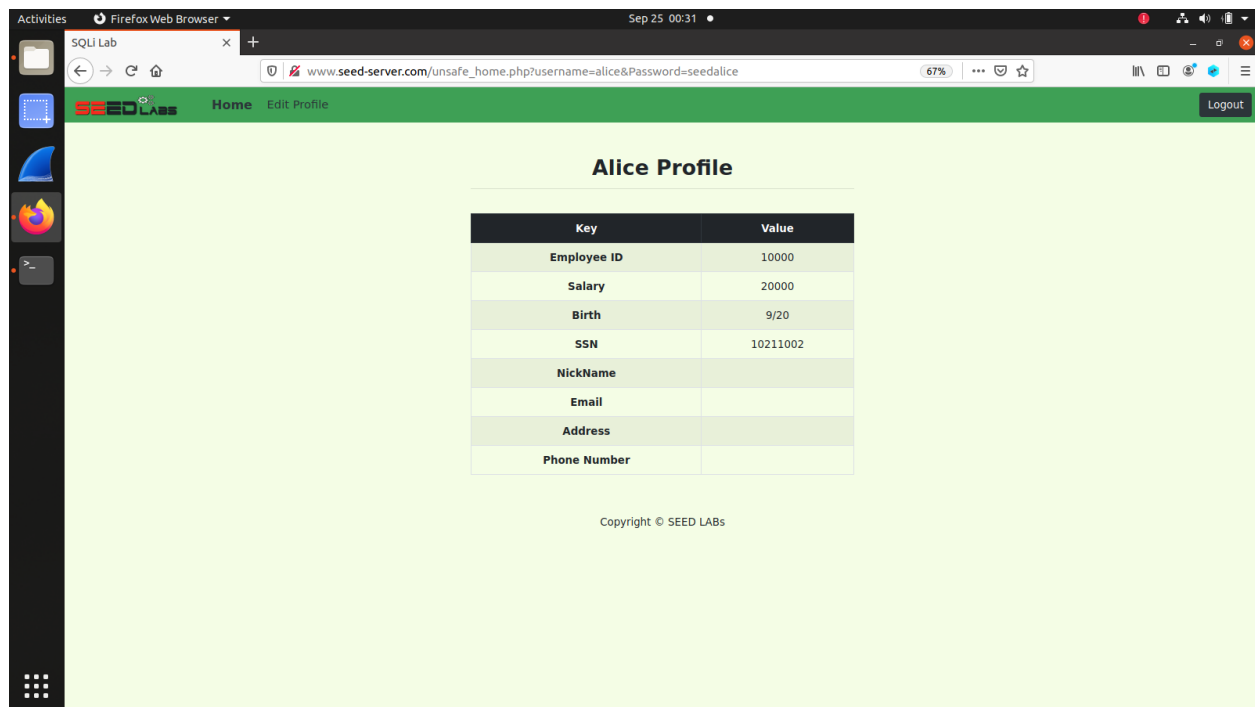 Activities Firefox Web Browser Sep 25 00:31
SQLi Lab
www.seed-server.com/unsafe_home.php?username=alice&Password=seedalice 67%
SEED LABS Home Edit Profile Logout
Alice Profile
Key Value
Employee ID 10000
Salary 20000
Birth 9/20
SSN 10211002
NickName
Email
Address
Phone Number
Copyright © SEED LABs